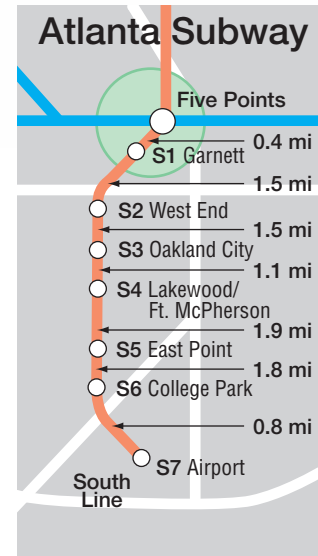 Atlanta Subway
Five Points
0.4 mi
S1 Garnett
1.5 mi
S2 West End
1.5 mi
S3 Oakland City
1.1 mi
S4 Lakewood/
Ft. McPherson
1.9 mi
S5 East Point
1.8 mi
S6 College Park
0.8 mi
S7 Airport
South
Line